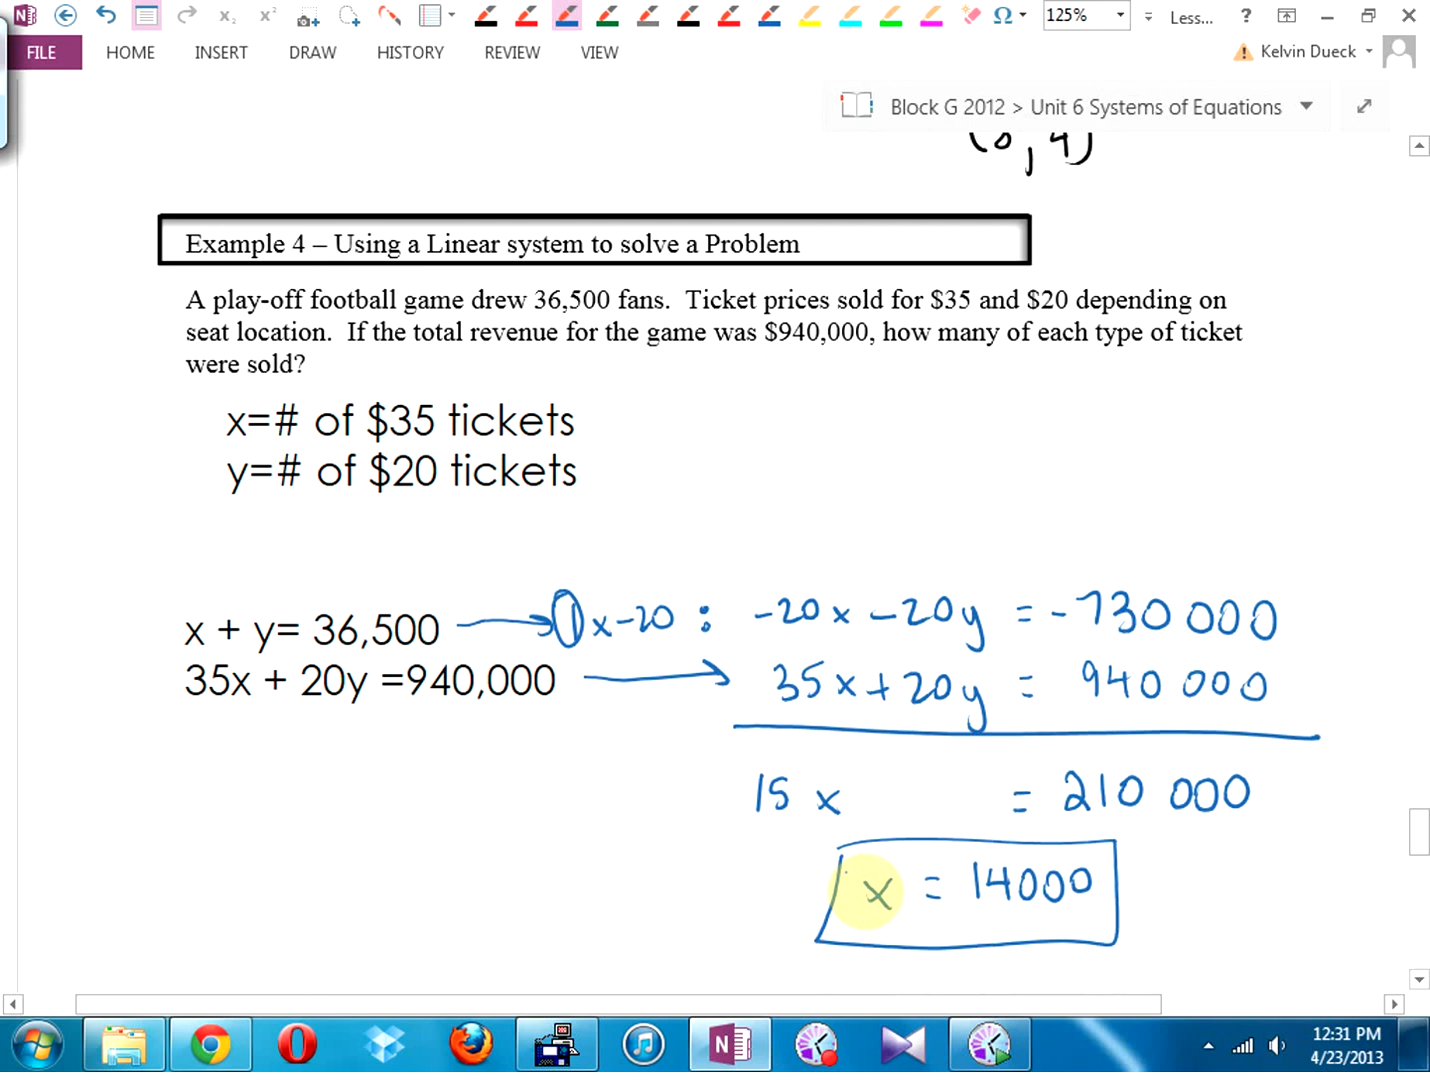 125%
Less...
?
FILE
HOME
INSERT
DRAW
HISTORY
REVIEW
VIEW
Kelvin Dueck
Block G 2012 > Unit 6 Systems of Equations
Example 4 – Using a Linear system to solve a Problem
A play-off football game drew 36,500 fans. Ticket prices sold for $35 and $20 depending on
seat location. If the total revenue for the game was $940,000, how many of each type of ticket
were sold?
x=# of $35 tickets
y=# of $20 tickets
x + y= 36,500
① x -20 : -20x -20y = -730 000
35x + 20y =940,000
35x + 20y = 940 000
15 x = 210 000
x = 14000
12:31 PM
4/23/2013